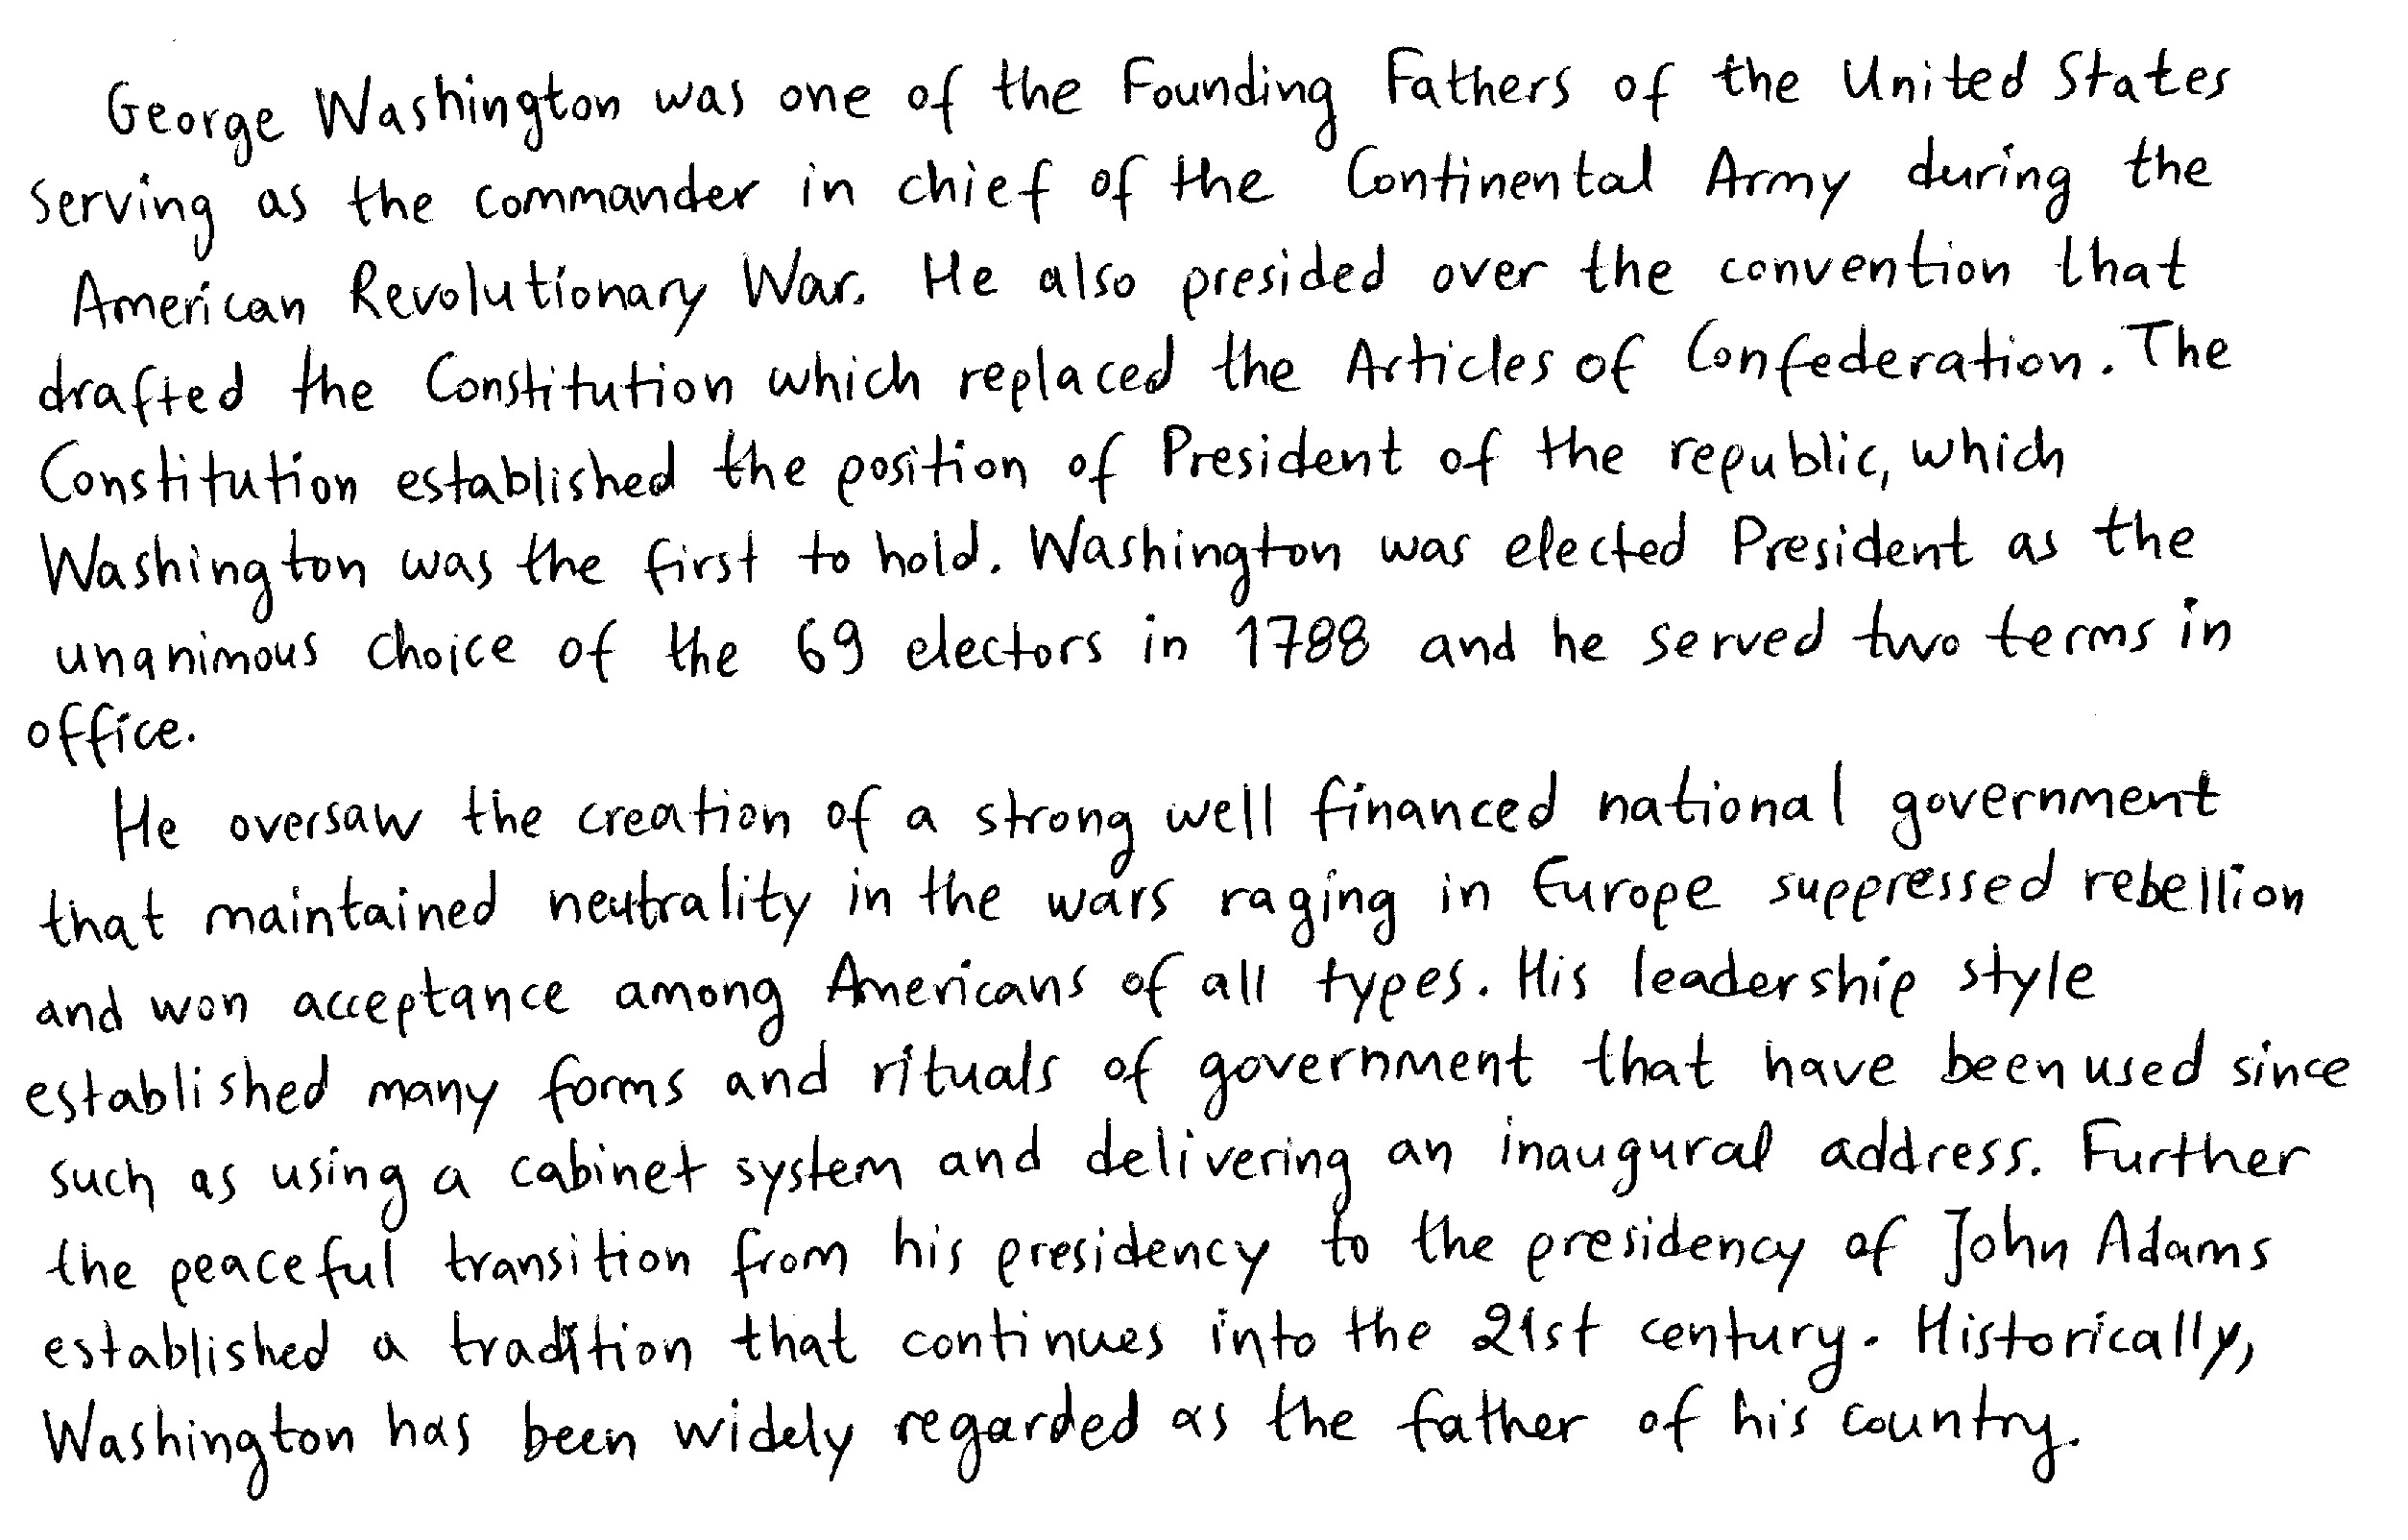 George Washington was one of the Founding Fathers of the United States
serving as the commander in chief of the Continental Army during the
American Revolutionary War. He also presided over the convention that
drafted the Constitution which replaced the Articles of Confederation. The
Constitution established the position of President of the republic, which
Washington was the first to hold. Washington was elected President as the
unanimous choice of the 69 electors in 1788 and he served two terms in
office.
He oversaw the creation of a strong well financed national government
that maintained neutrality in the wars raging in Europe suppressed rebellion
and won acceptance among Americans of all types. His leadership style
established many forms and rituals of government that have been used since
such as using a cabinet system and delivering an inaugural address. Further
the peaceful transition from his presidency to the presidency of John Adams
established a tradition that continues into the 21st century. Historically,
Washington has been widely regarded as the father of his country.